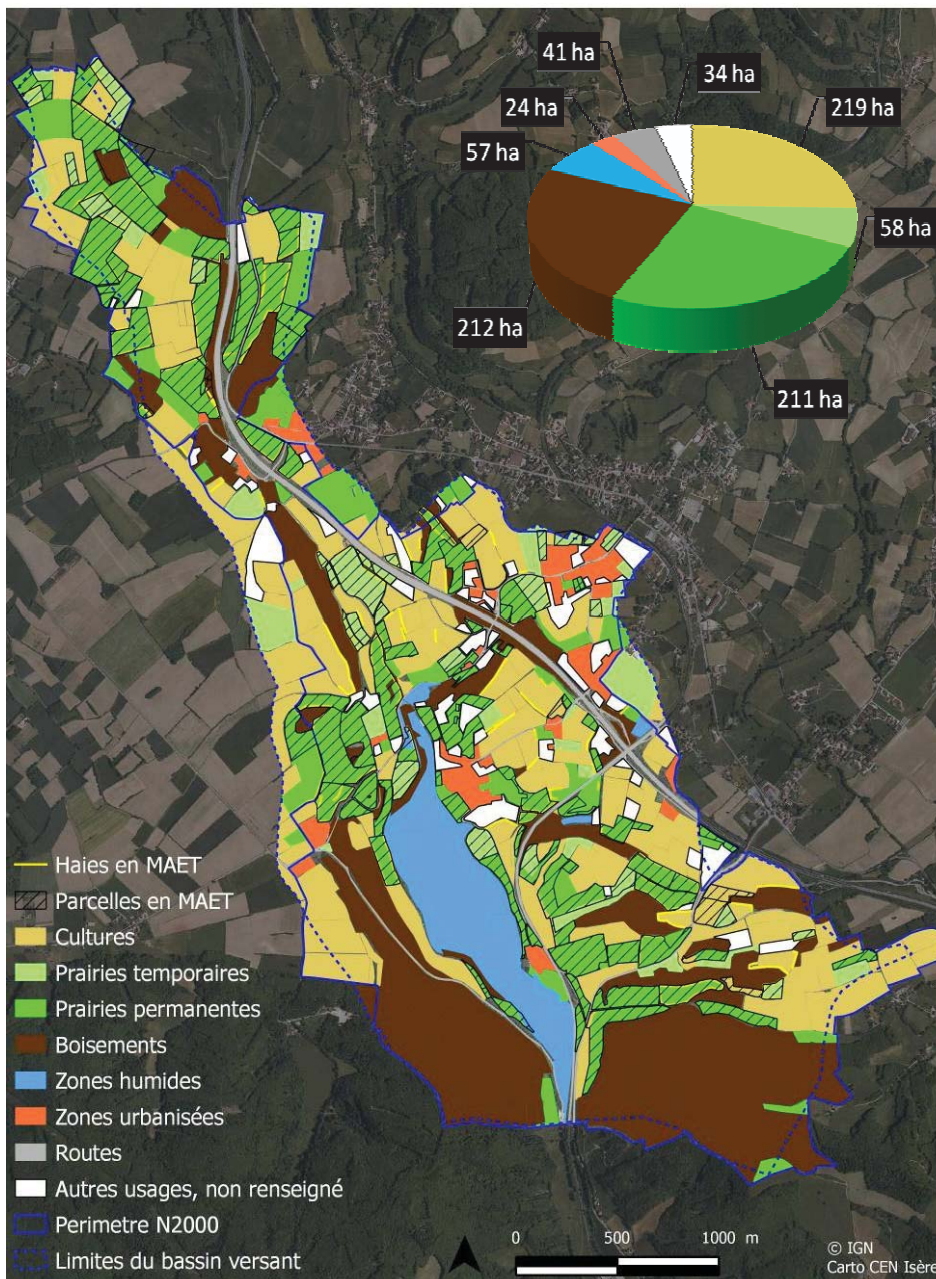 41 ha
34 ha
24 ha
219 ha
57 ha
58 ha
212 ha
211 ha
Haies en MAET
Parcelles en MAET
Cultures
Prairies temporaires
Prairies permanentes
Boisements
Zones humides
Zones urbanisées
Routes
Autres usages, non renseigné
Perimetre N2000
Limites du bassin versant
0 500 1000 m
© IGN
Carto CEN Isère